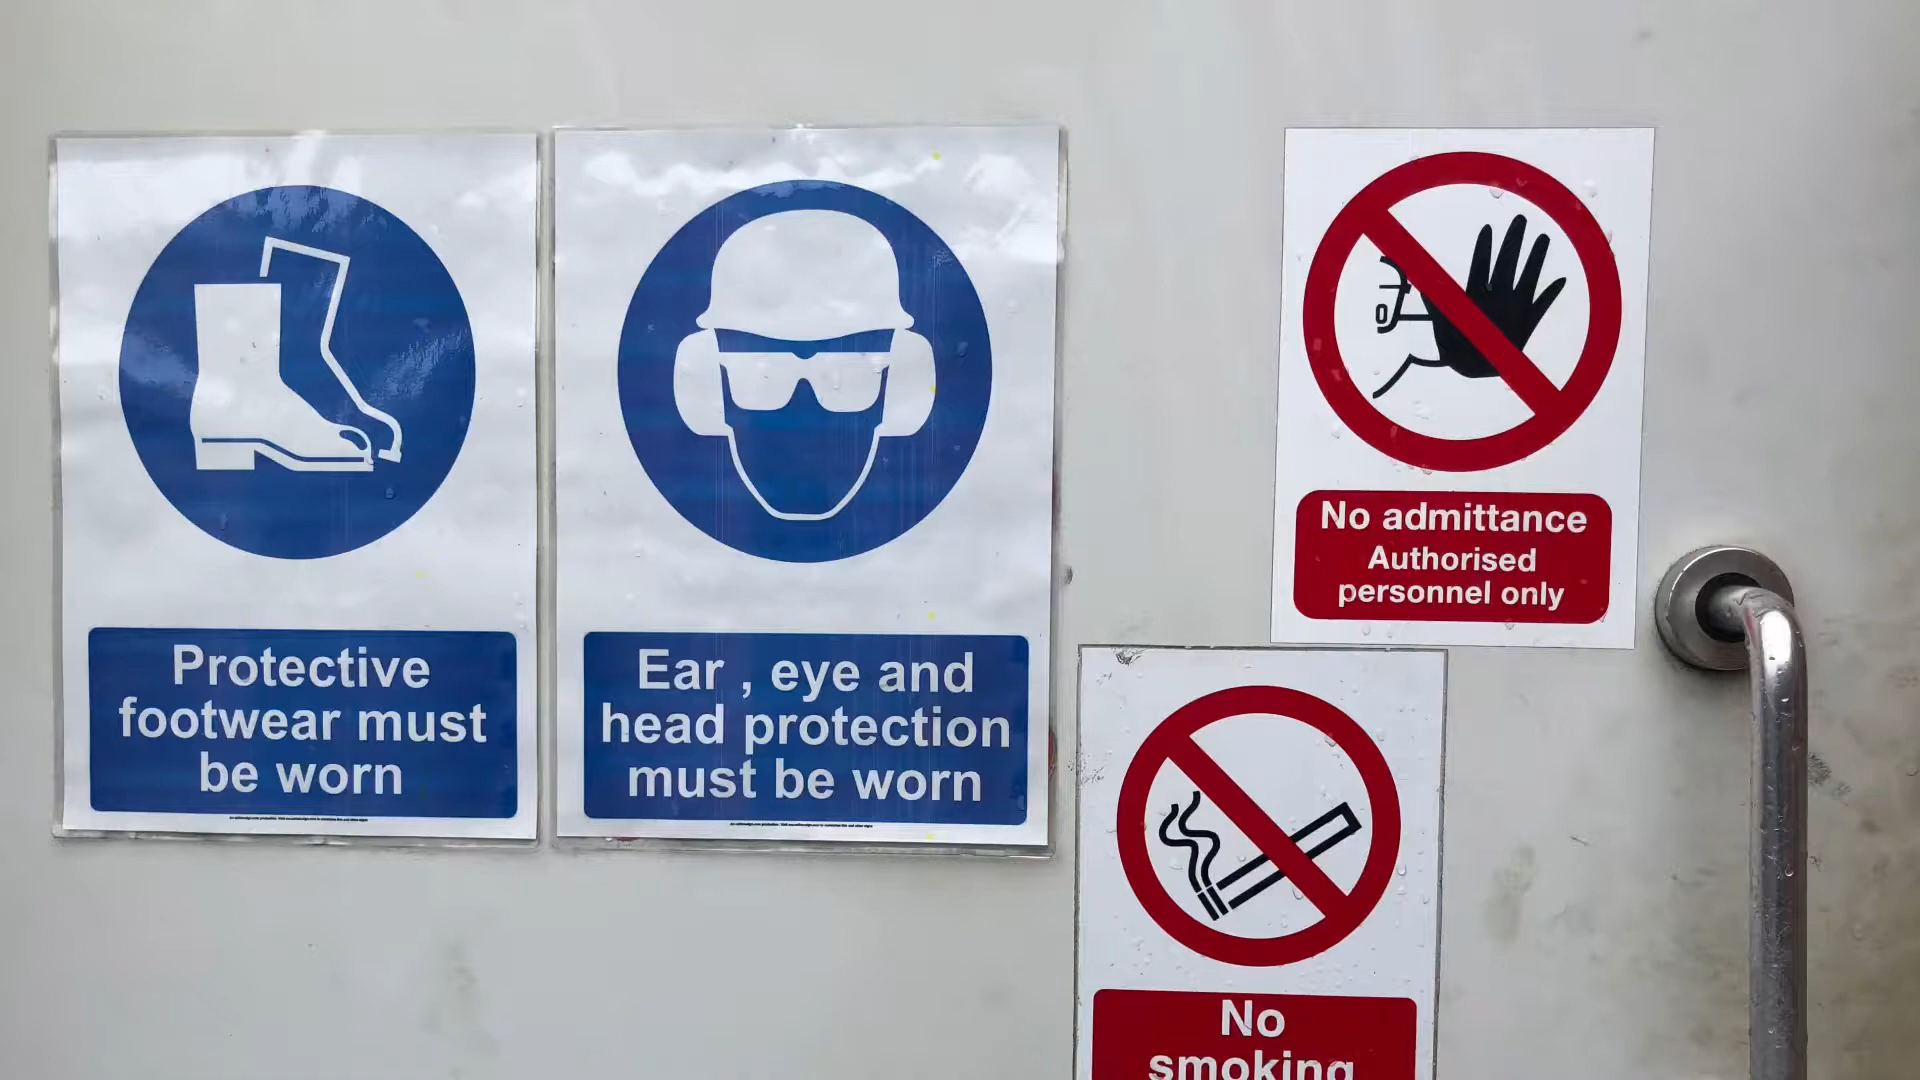 Protective
footwear must
be worn
Ear , eye and
head protection
must be worn
No admittance
Authorised
personnel only
No
smoking